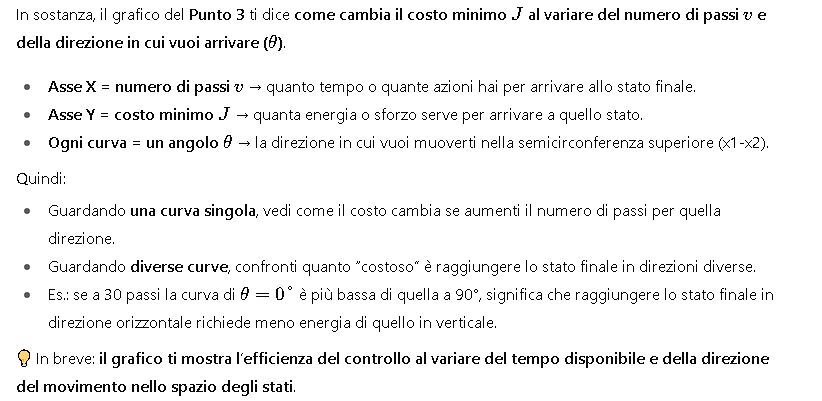 In sostanza, il grafico del Punto 3 ti dice come cambia il costo minimo J al variare del numero di passi v e
della direzione in cui vuoi arrivare (θ).
• Asse X = numero di passi v → quanto tempo o quante azioni hai per arrivare allo stato finale.
• Asse Y = costo minimo J → quanta energia o sforzo serve per arrivare a quello stato.
• Ogni curva = un angolo θ → la direzione in cui vuoi muoverti nella semicirconferenza superiore (x1-x2).
Quindi:
• Guardando una curva singola, vedi come il costo cambia se aumenti il numero di passi per quella
direzione.
• Guardando diverse curve, confronti quanto “costoso” è raggiungere lo stato finale in direzioni diverse.
• Es.: se a 30 passi la curva di θ = 0° è più bassa di quella a 90°, significa che raggiungere lo stato finale in
direzione orizzontale richiede meno energia di quello in verticale.
💡 In breve: il grafico ti mostra l’efficienza del controllo al variare del tempo disponibile e della direzione
del movimento nello spazio degli stati.